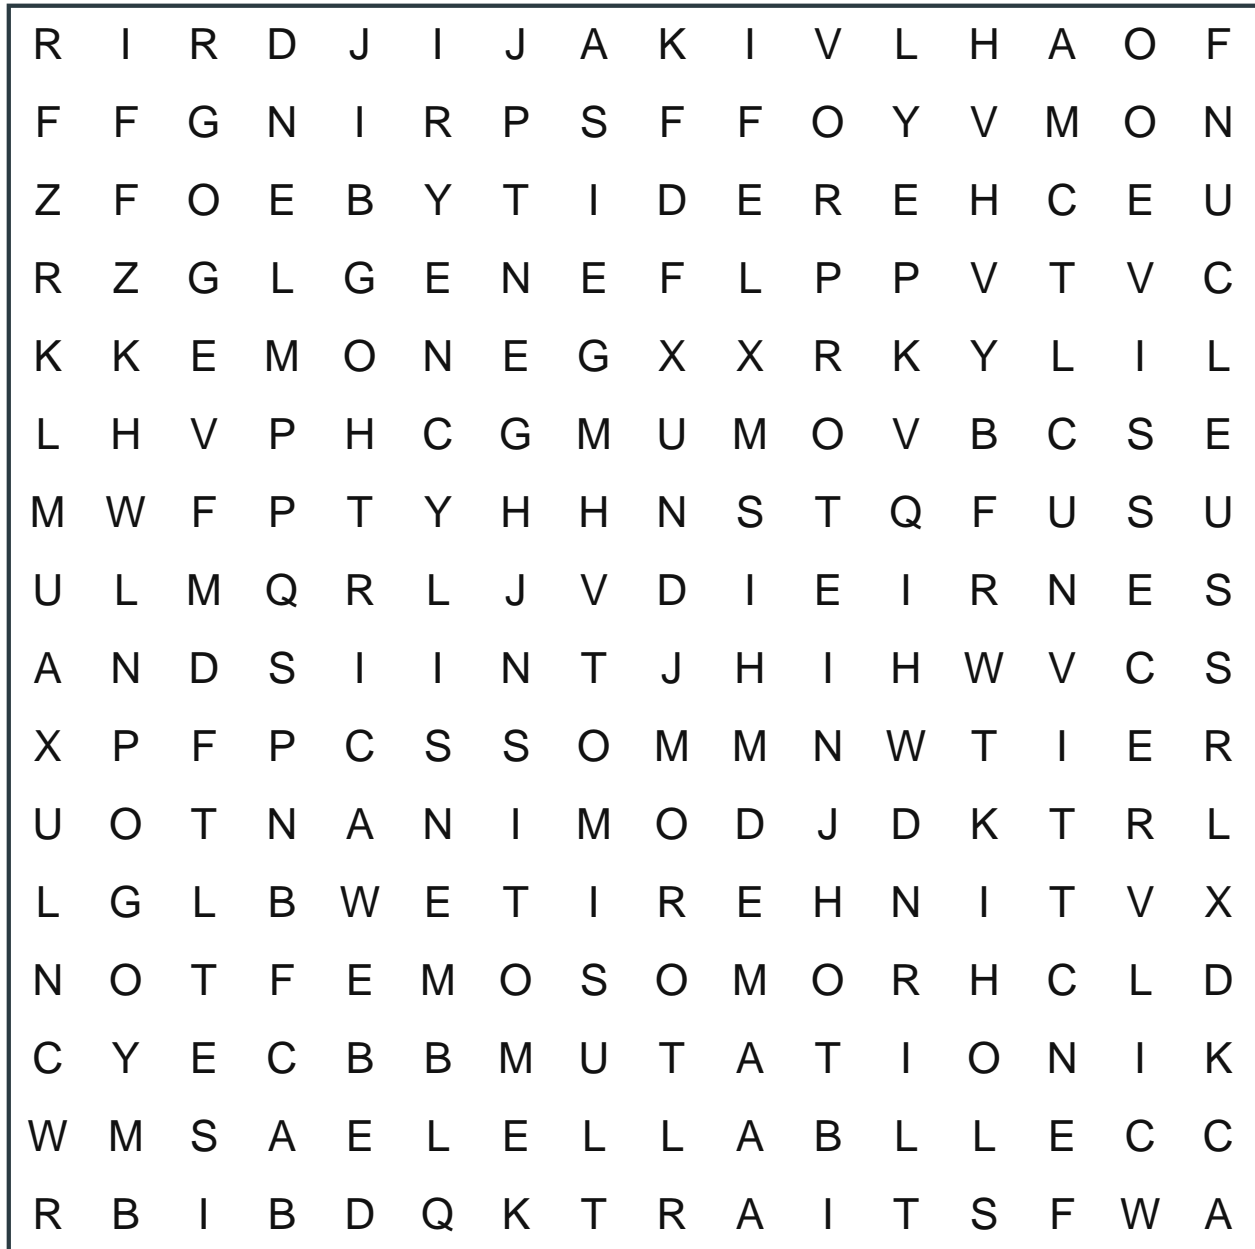 R I R D J I J A K I V L H A O F
F F G N I R P S F F O Y V M O N
Z F O E B Y T I D E R E H C E U
R Z G L G E N E F L P P V T V C
K K E M O N E G X X R K Y L I L
L H V P H C G M U M O V B C S E
M W F P T Y H H N S T Q F U S U
U L M Q R L J V D I E I R N E S
A N D S I I N T J H I H W V C S
X P F P C S S O M M N W T I E R
U O T N A N I M O D J D K T R L
L G L B W E T I R E H N I T V X
N O T F E M O S O M O R H C L D
C Y E C B B M U T A T I O N I K
W M S A E L E L L A B L L E C C
R B I B D Q K T R A I T S F W A